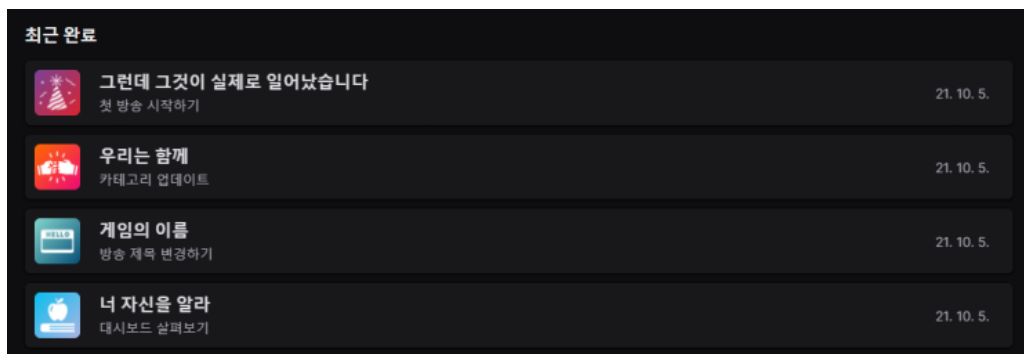 최근 완료
그런데 그것이 실제로 일어났습니다
첫 방송 시작하기
21. 10. 5.
우리는 함께
카테고리 업데이트
21. 10. 5.
HELLO
게임의 이름
방송 제목 변경하기
21. 10. 5.
너 자신을 알라
대시보드 살펴보기
21. 10. 5.